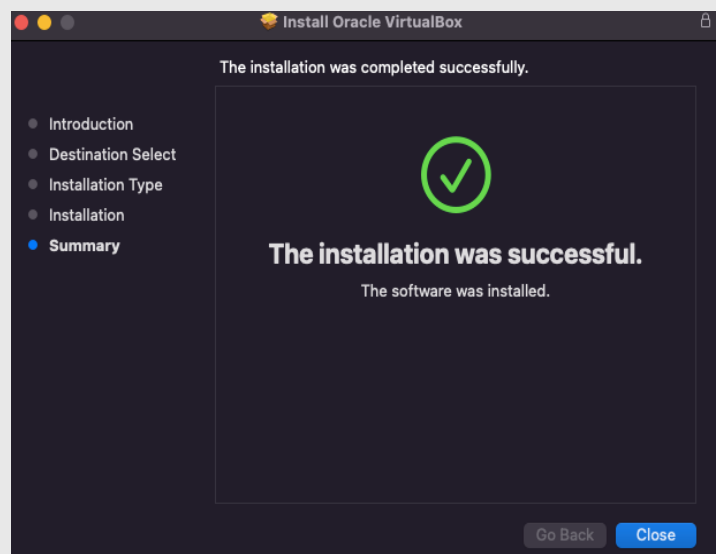 Install Oracle VirtualBox
The installation was completed successfully.
Introduction
Destination Select
Installation Type
Installation
Summary
The installation was successful.
The software was installed.
Go Back
Close